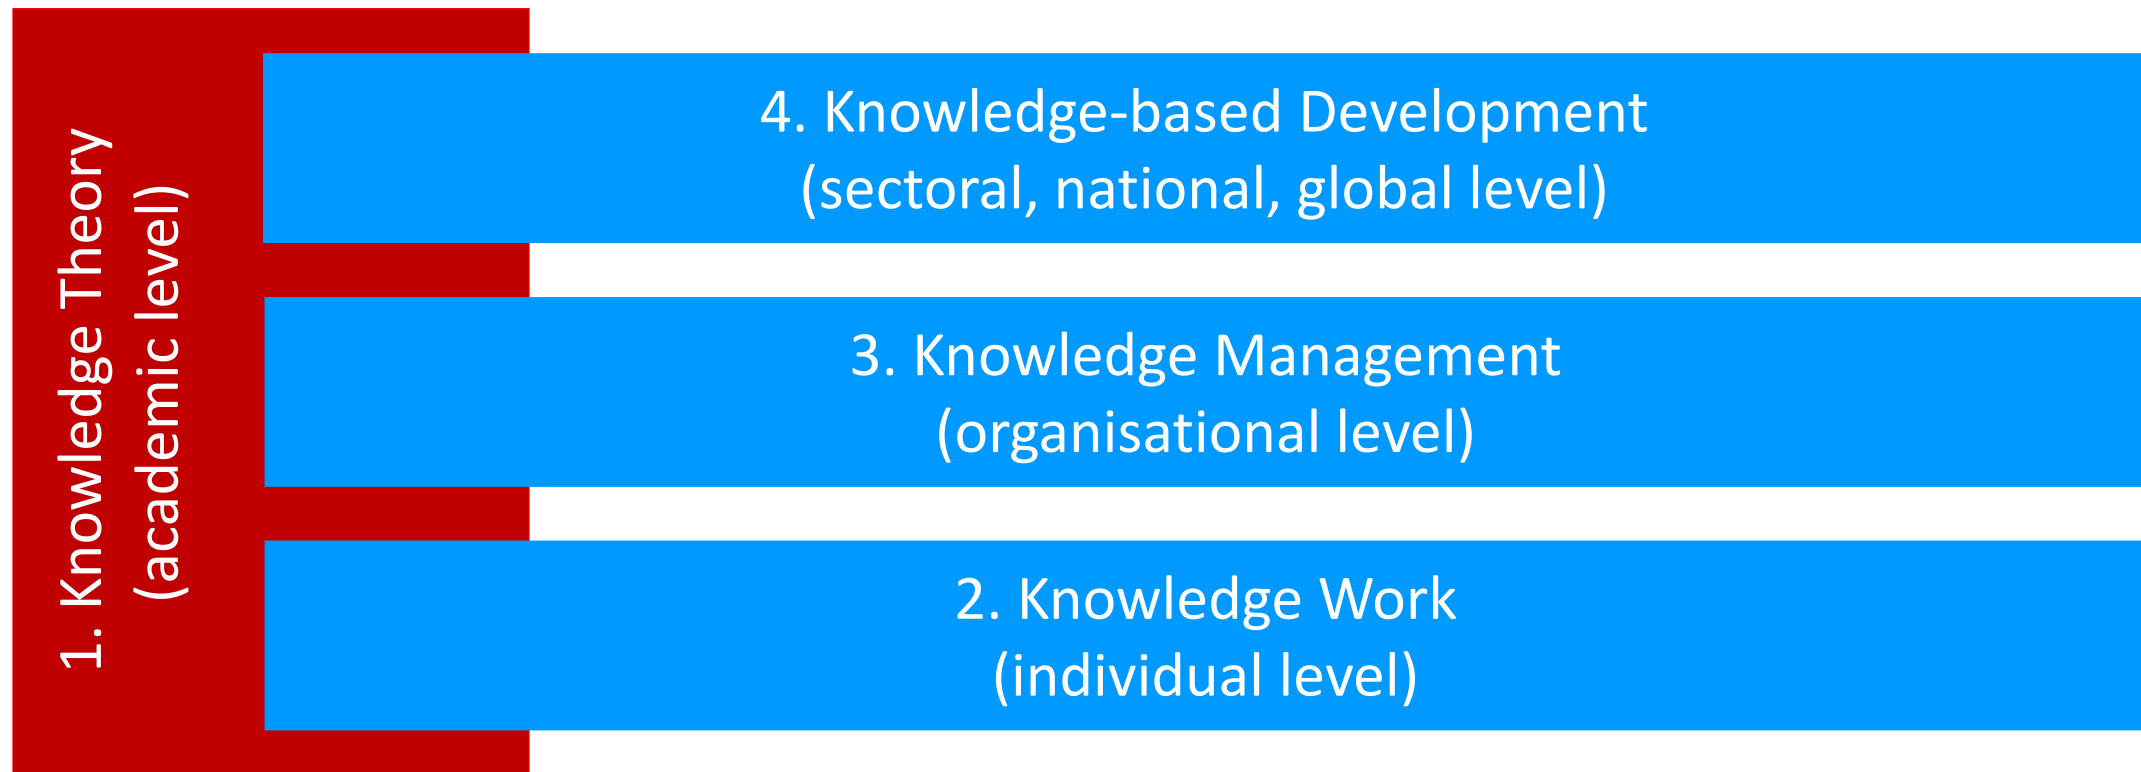 1. Knowledge Theory
(academic level)
4. Knowledge-based Development
(sectoral, national, global level)
3. Knowledge Management
(organisational level)
2. Knowledge Work
(individual level)